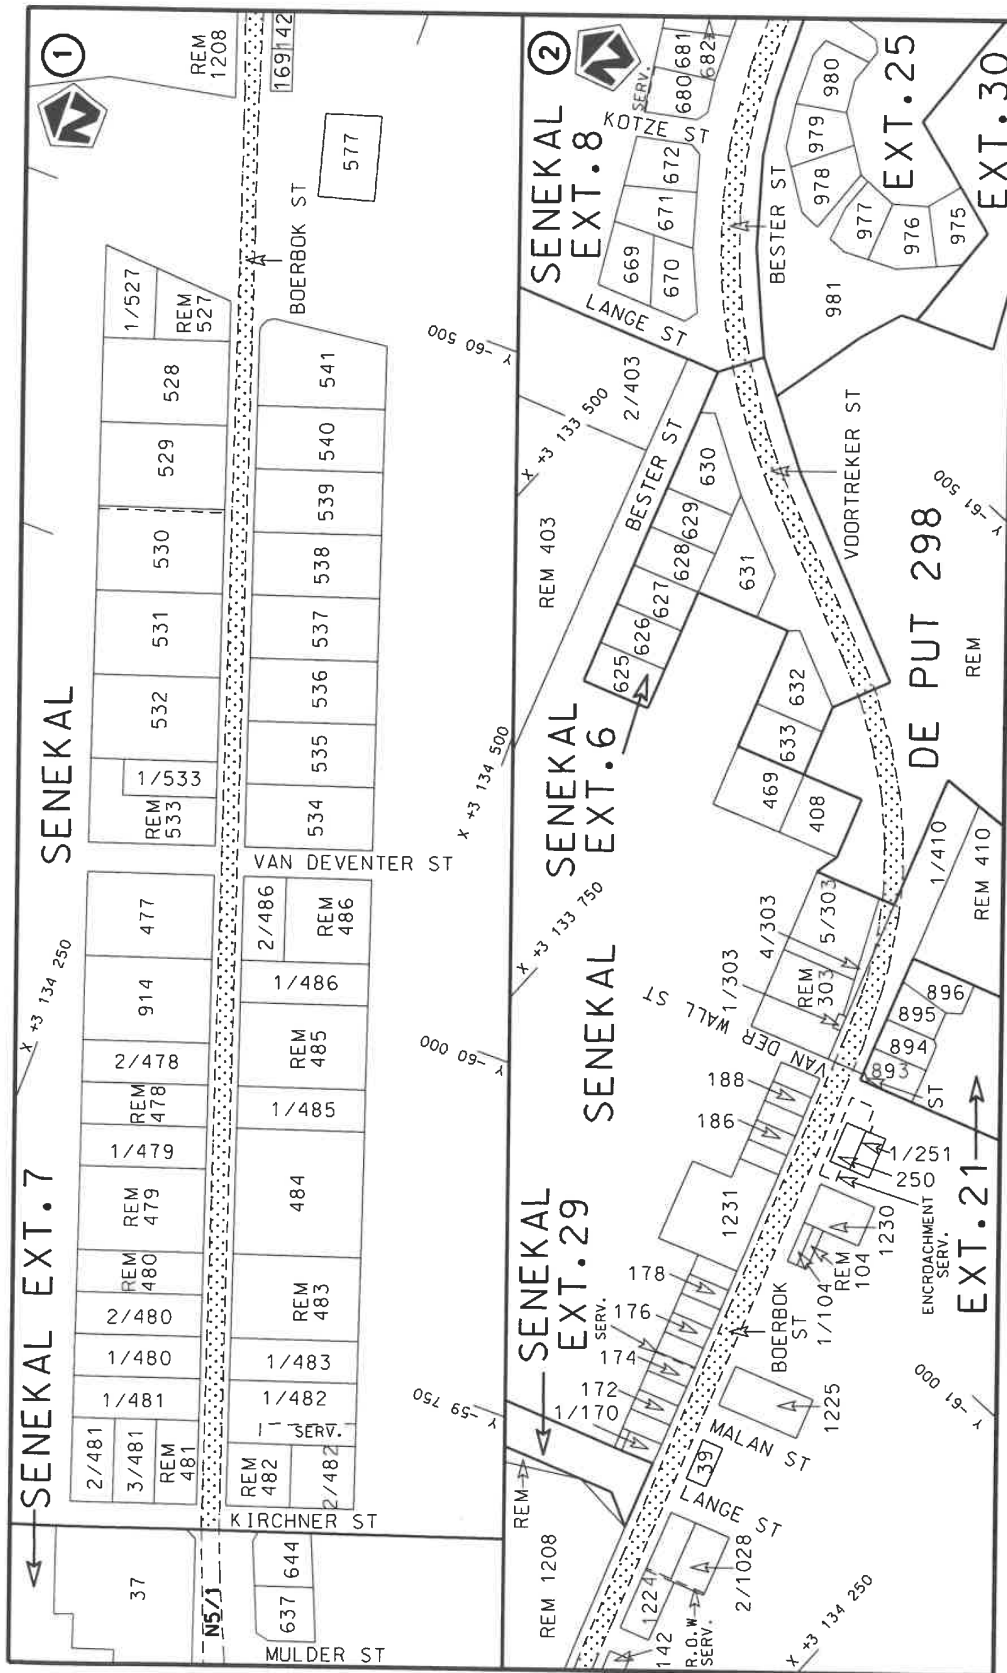 1
SENEKAL EXT.7
SENEKAL
X +3 134 250
REM
1208
169
142
2/481
3/481
REM
481
1/481
1/480
2/480
REM
480
REM
479
1/479
REM
478
2/478
914
477
REM
533
1/533
532
531
530
529
528
1/527
REM
527
37
N5/1
637
644
MULDER ST
KIRCHNER ST
REM
482
2/482
SERV.
1/482
1/483
REM
483
484
1/485
REM
485
1/486
2/486
REM
486
VAN DEVENTER ST
534
535
536
537
538
539
540
541
BOERBOK ST
577
Y -59 750
Y -60 000
X +3 134 500
Y -60 500
2
SENEKAL
EXT.29
SENEKAL
SENEKAL
EXT.6
SENEKAL
EXT.8
X +3 133 750
X +3 133 500
REM
REM 1208
1/170
172
174
SERV.
176
178
1231
186
188
VAN DER WALL ST
1/303
4/303
REM
303
5/303
469
408
633
632
625
626
627
628
629
630
631
REM 403
2/403
BESTER ST
LANGE ST
669
670
671
672
KOTZE ST
SERV.
680
681
682
BESTER ST
VOORTREKER ST
981
978
979
980
977
976
975
EXT.25
EXT.30
Y -61 500
DE PUT 298
REM
1/410
REM 410
896
895
894
893
ST
EXT.21
1/251
250
ENCROACHMENT
SERV.
1230
REM
104
1/104
BOERBOK
ST
1225
MALAN ST
39
LANGE ST
2/1028
1224
R.O.W
SERV.
142
X +3 134 250
Y -61 000